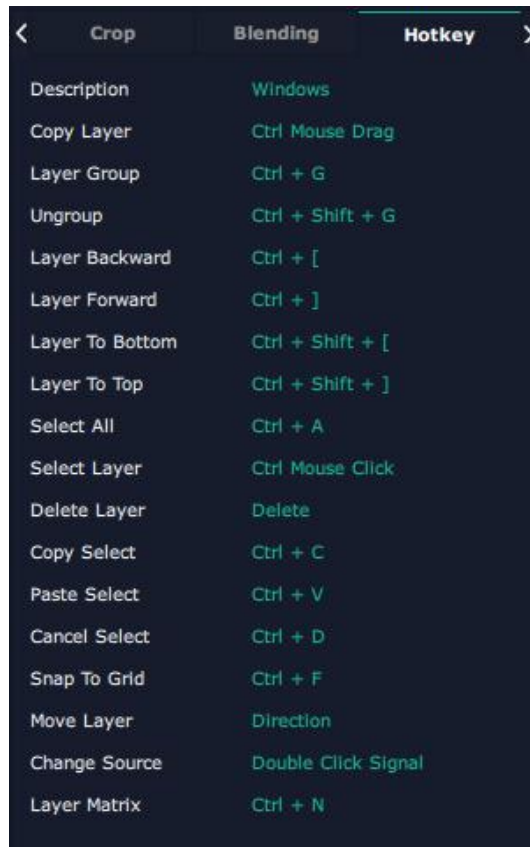 Crop Blending Hotkey
Description Windows
Copy Layer Ctrl Mouse Drag
Layer Group Ctrl + G
Ungroup Ctrl + Shift + G
Layer Backward Ctrl + [
Layer Forward Ctrl + ]
Layer To Bottom Ctrl + Shift + [
Layer To Top Ctrl + Shift + ]
Select All Ctrl + A
Select Layer Ctrl Mouse Click
Delete Layer Delete
Copy Select Ctrl + C
Paste Select Ctrl + V
Cancel Select Ctrl + D
Snap To Grid Ctrl + F
Move Layer Direction
Change Source Double Click Signal
Layer Matrix Ctrl + N